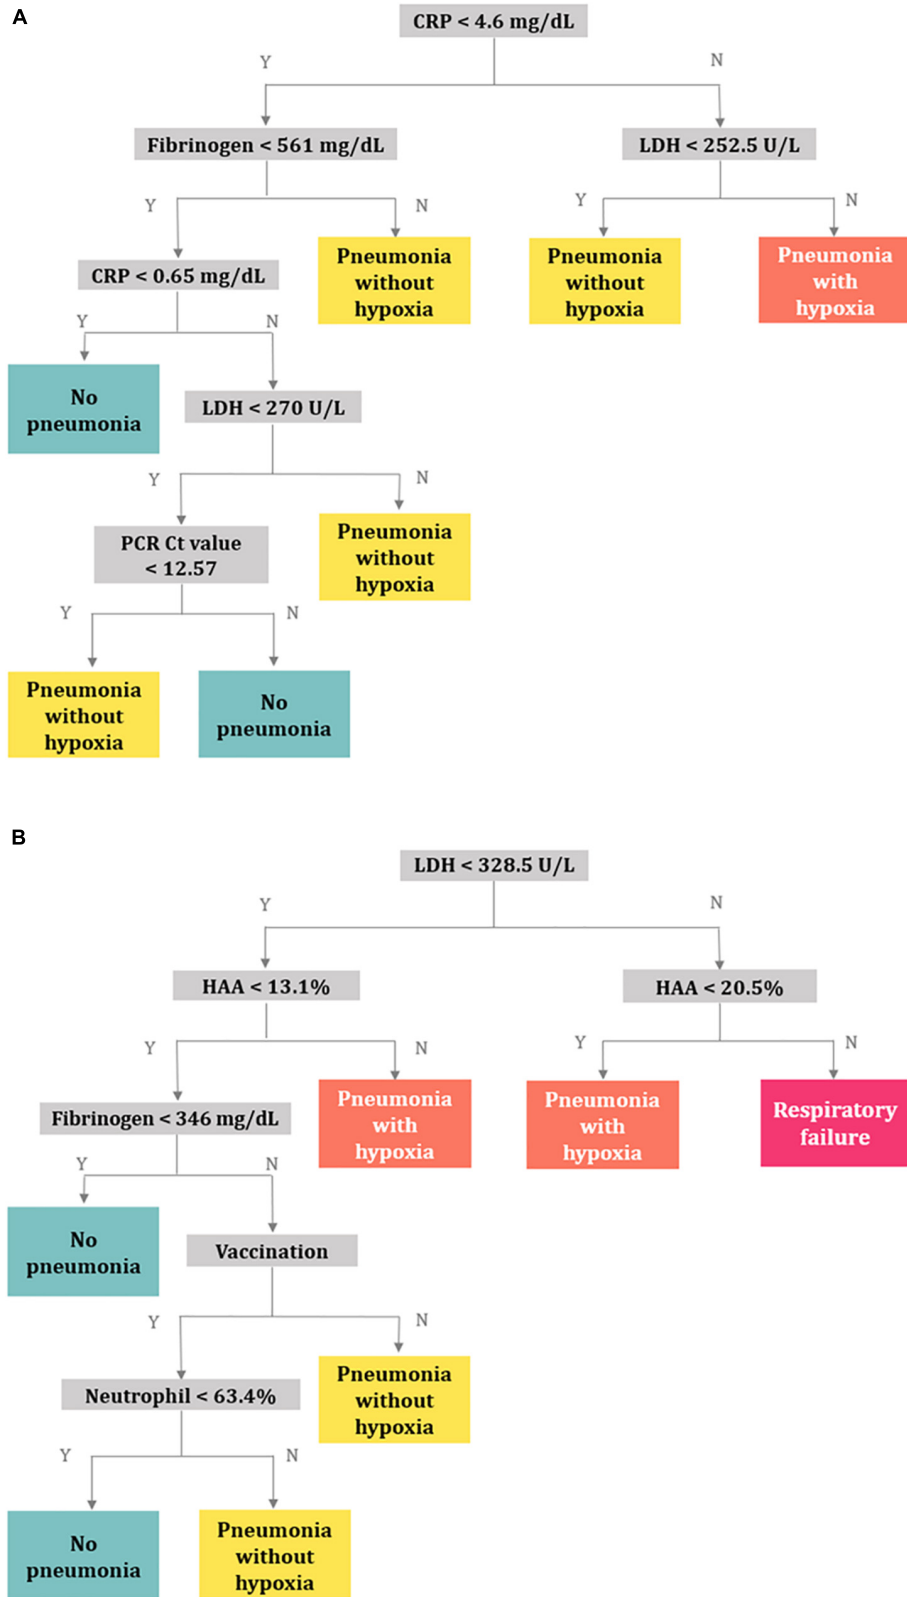 A
CRP < 4.6 mg/dL
Y
N
Fibrinogen < 561 mg/dL
LDH < 252.5 U/L
Y
N
Y
N
CRP < 0.65 mg/dL
Pneumonia
without
hypoxia
Pneumonia
without
hypoxia
Pneumonia
with
hypoxia
Y
N
No
pneumonia
LDH < 270 U/L
Y
N
PCR Ct value
< 12.57
Pneumonia
without
hypoxia
Y
N
Pneumonia
without
hypoxia
No
pneumonia
B
LDH < 328.5 U/L
Y
N
HAA < 13.1%
HAA < 20.5%
Y
N
Y
N
Fibrinogen < 346 mg/dL
Pneumonia
with
hypoxia
Pneumonia
with
hypoxia
Respiratory
failure
Y
N
No
pneumonia
Vaccination
Y
N
Neutrophil < 63.4%
Pneumonia
without
hypoxia
Y
N
No
pneumonia
Pneumonia
without
hypoxia